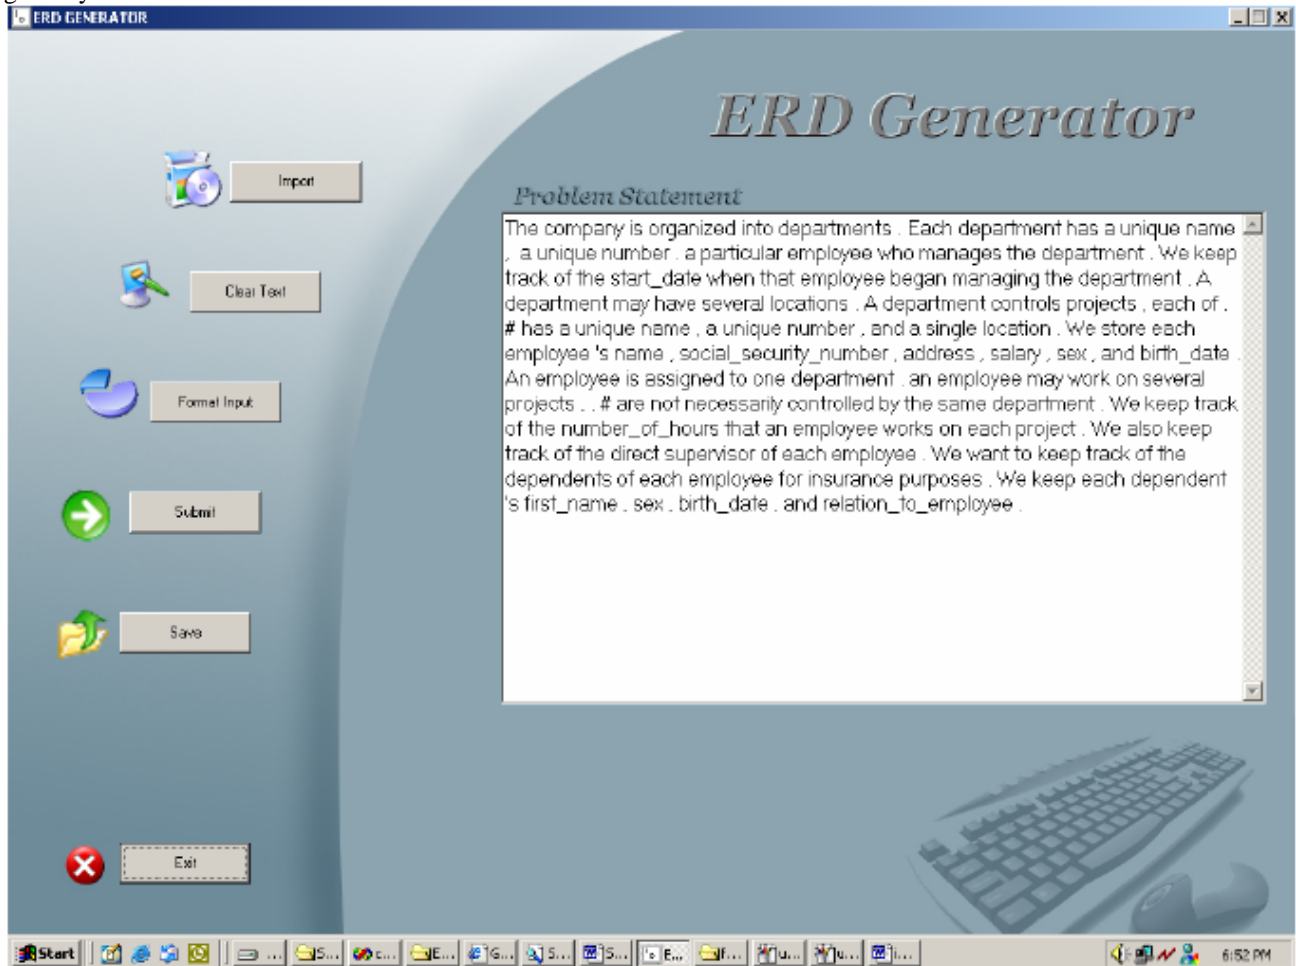 ERD GENERATOR
ERD Generator
Import
Problem Statement
The company is organized into departments . Each department has a unique name
, a unique number . a particular employee who manages the department . We keep
track of the start_date when that employee began managing the department . A
department may have several locations . A department controls projects , each of .
# has a unique name , a unique number , and a single location . We store each
employee 's name , social_security_number , address , salary , sex , and birth_date .
An employee is assigned to one department . an employee may work on several
projects . . # are not necessarily controlled by the same department . We keep track
of the number_of_hours that an employee works on each project . We also keep
track of the direct supervisor of each employee . We want to keep track of the
dependents of each employee for insurance purposes . We keep each dependent
's first_name . sex . birth_date . and relation_to_employee .
Clear Text
Format Input
Submit
Save
Exit
Start ... S... c... E... G... S... S... E... f... u... u... i... 6:52 PM